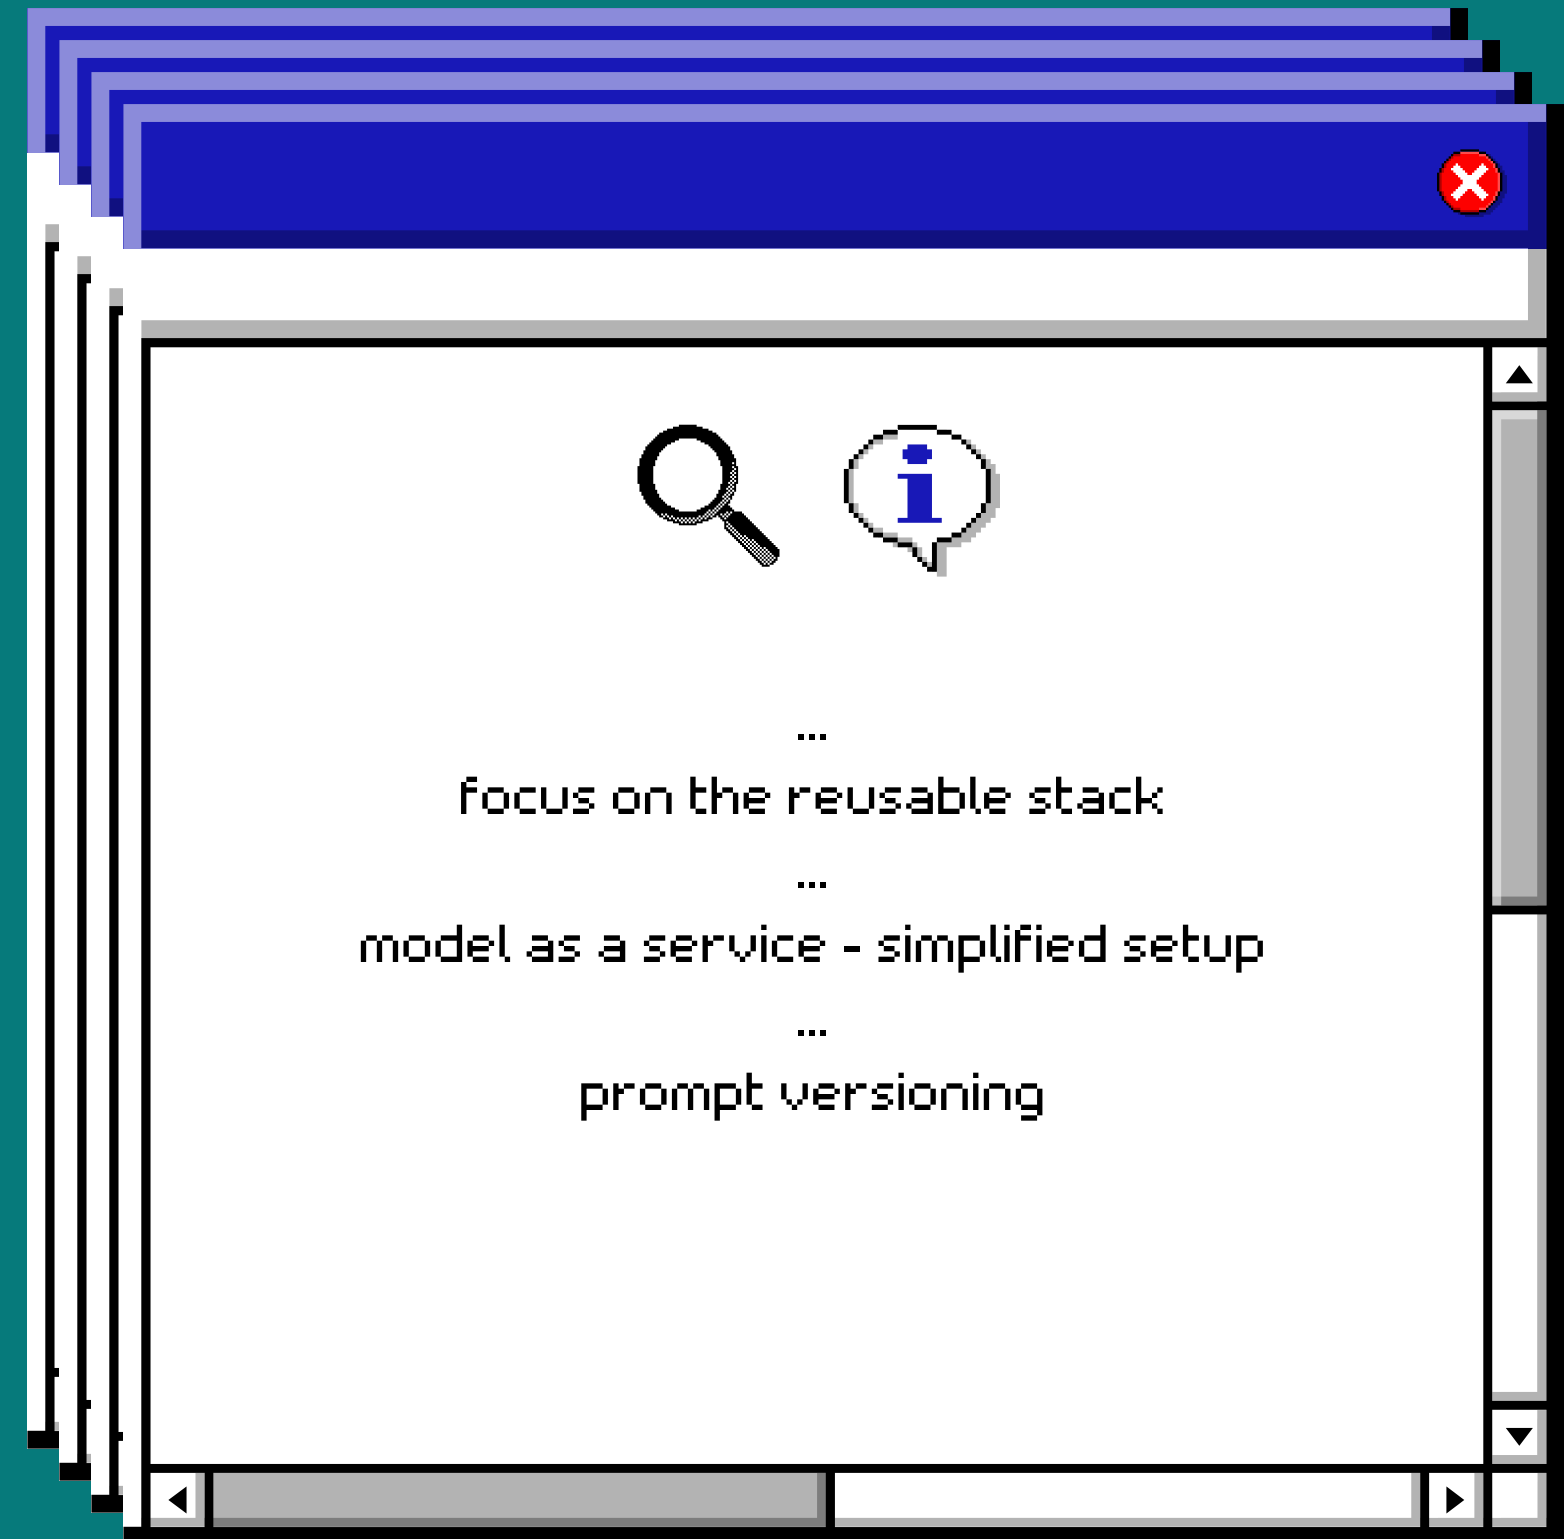 ...
focus on the reusable stack
...
model as a service - simplified setup
...
prompt versioning